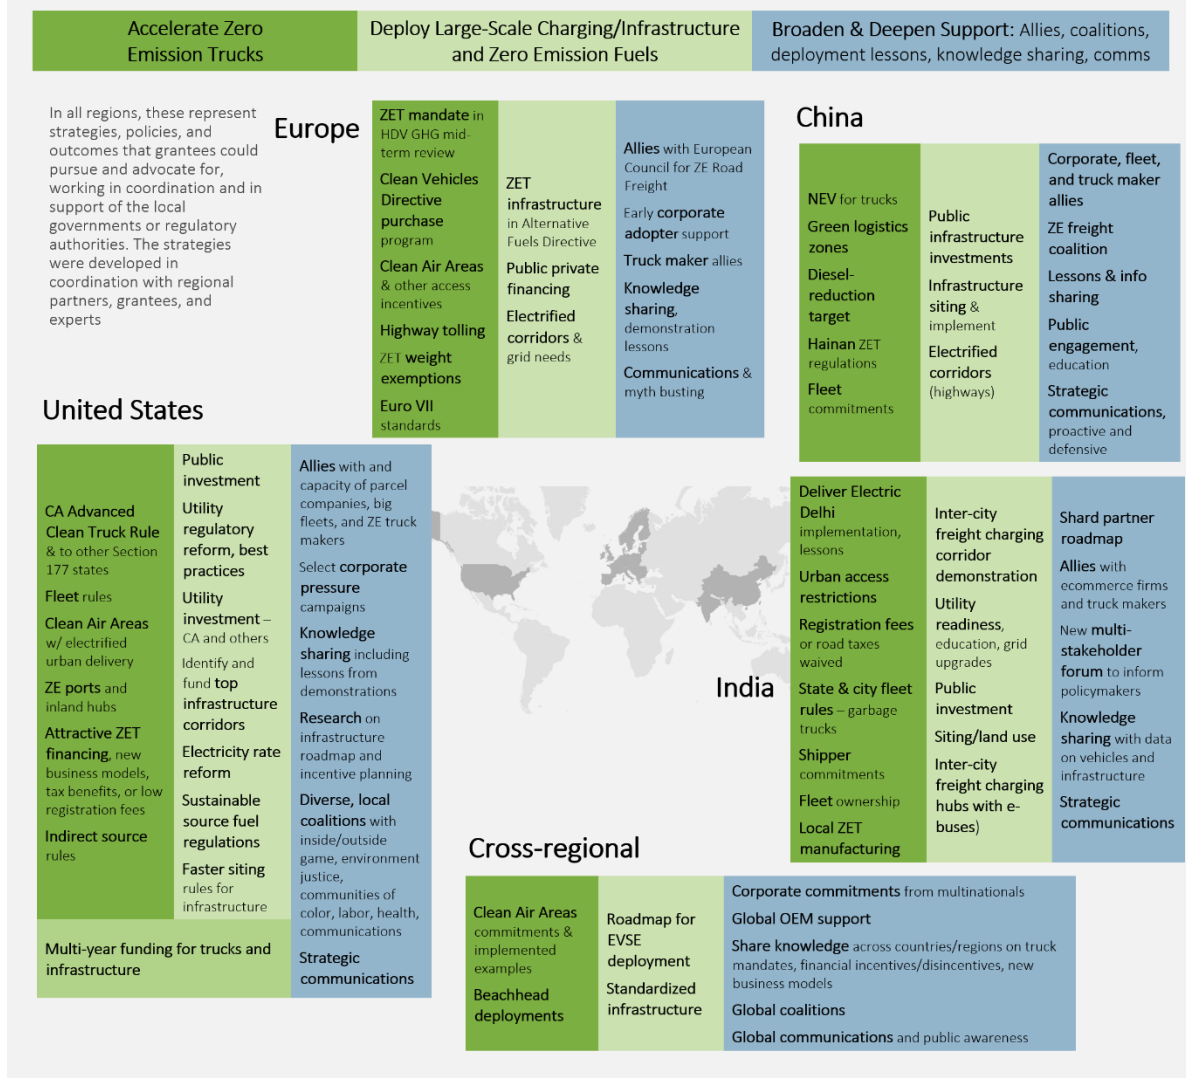 Accelerate Zero
Emission Trucks
Deploy Large-Scale Charging/Infrastructure
and Zero Emission Fuels
Broaden & Deepen Support: Allies, coalitions,
deployment lessons, knowledge sharing, comms
In all regions, these represent
strategies, policies, and
outcomes that grantees could
pursue and advocate for,
working in coordination and in
support of the local
governments or regulatory
authorities. The strategies
were developed in
coordination with regional
partners, grantees, and
experts
Europe
ZET mandate in
HDV GHG mid-
term review
Clean Vehicles
Directive
purchase
program
Clean Air Areas
& other access
incentives
Highway tolling
ZET weight
exemptions
Euro VII
standards
ZET
infrastructure
in Alternative
Fuels Directive
Public private
financing
Electrified
corridors &
grid needs
Allies with European
Council for ZE Road
Freight
Early corporate
adopter support
Truck maker allies
Knowledge
sharing,
demonstration
lessons
Communications &
myth busting
China
NEV for trucks
Green logistics
zones
Diesel-
reduction
target
Hainan ZET
regulations
Fleet
commitments
Public
infrastructure
investments
Infrastructure
siting &
implement
Electrified
corridors
(highways)
Corporate, fleet,
and truck maker
allies
ZE freight
coalition
Lessons & info
sharing
Public
engagement,
education
Strategic
communications,
proactive and
defensive
United States
CA Advanced
Clean Truck Rule
& to other Section
177 states
Fleet rules
Clean Air Areas
w/ electrified
urban delivery
ZE ports and
inland hubs
Attractive ZET
financing, new
business models,
tax benefits, or low
registration fees
Indirect source
rules
Public
investment
Utility
regulatory
reform, best
practices
Utility
investment –
CA and others
Identify and
fund top
infrastructure
corridors
Electricity rate
reform
Sustainable
source fuel
regulations
Faster siting
rules for
infrastructure
Multi-year funding for trucks and
infrastructure
Allies with and
capacity of parcel
companies, big
fleets, and ZE truck
makers
Select corporate
pressure
campaigns
Knowledge
sharing including
lessons from
demonstrations
Research on
infrastructure
roadmap and
incentive planning
Diverse, local
coalitions with
inside/outside
game, environment
justice,
communities of
color, labor, health,
communications
Strategic
communications
India
Deliver Electric
Delhi
implementation,
lessons
Urban access
restrictions
Registration fees
or road taxes
waived
State & city fleet
rules – garbage
trucks
Shipper
commitments
Fleet ownership
Local ZET
manufacturing
Inter-city
freight charging
corridor
demonstration
Utility
readiness,
education, grid
upgrades
Public
investment
Siting/land use
Inter-city
freight charging
hubs with e-
buses)
Shard partner
roadmap
Allies with
ecommerce firms
and truck makers
New multi-
stakeholder
forum to inform
policymakers
Knowledge
sharing with data
on vehicles and
infrastructure
Strategic
communications
Cross-regional
Clean Air Areas
commitments &
implemented
examples
Beachhead
deployments
Roadmap for
EVSE
deployment
Standardized
infrastructure
Corporate commitments from multinationals
Global OEM support
Share knowledge across countries/regions on truck
mandates, financial incentives/disincentives, new
business models
Global coalitions
Global communications and public awareness